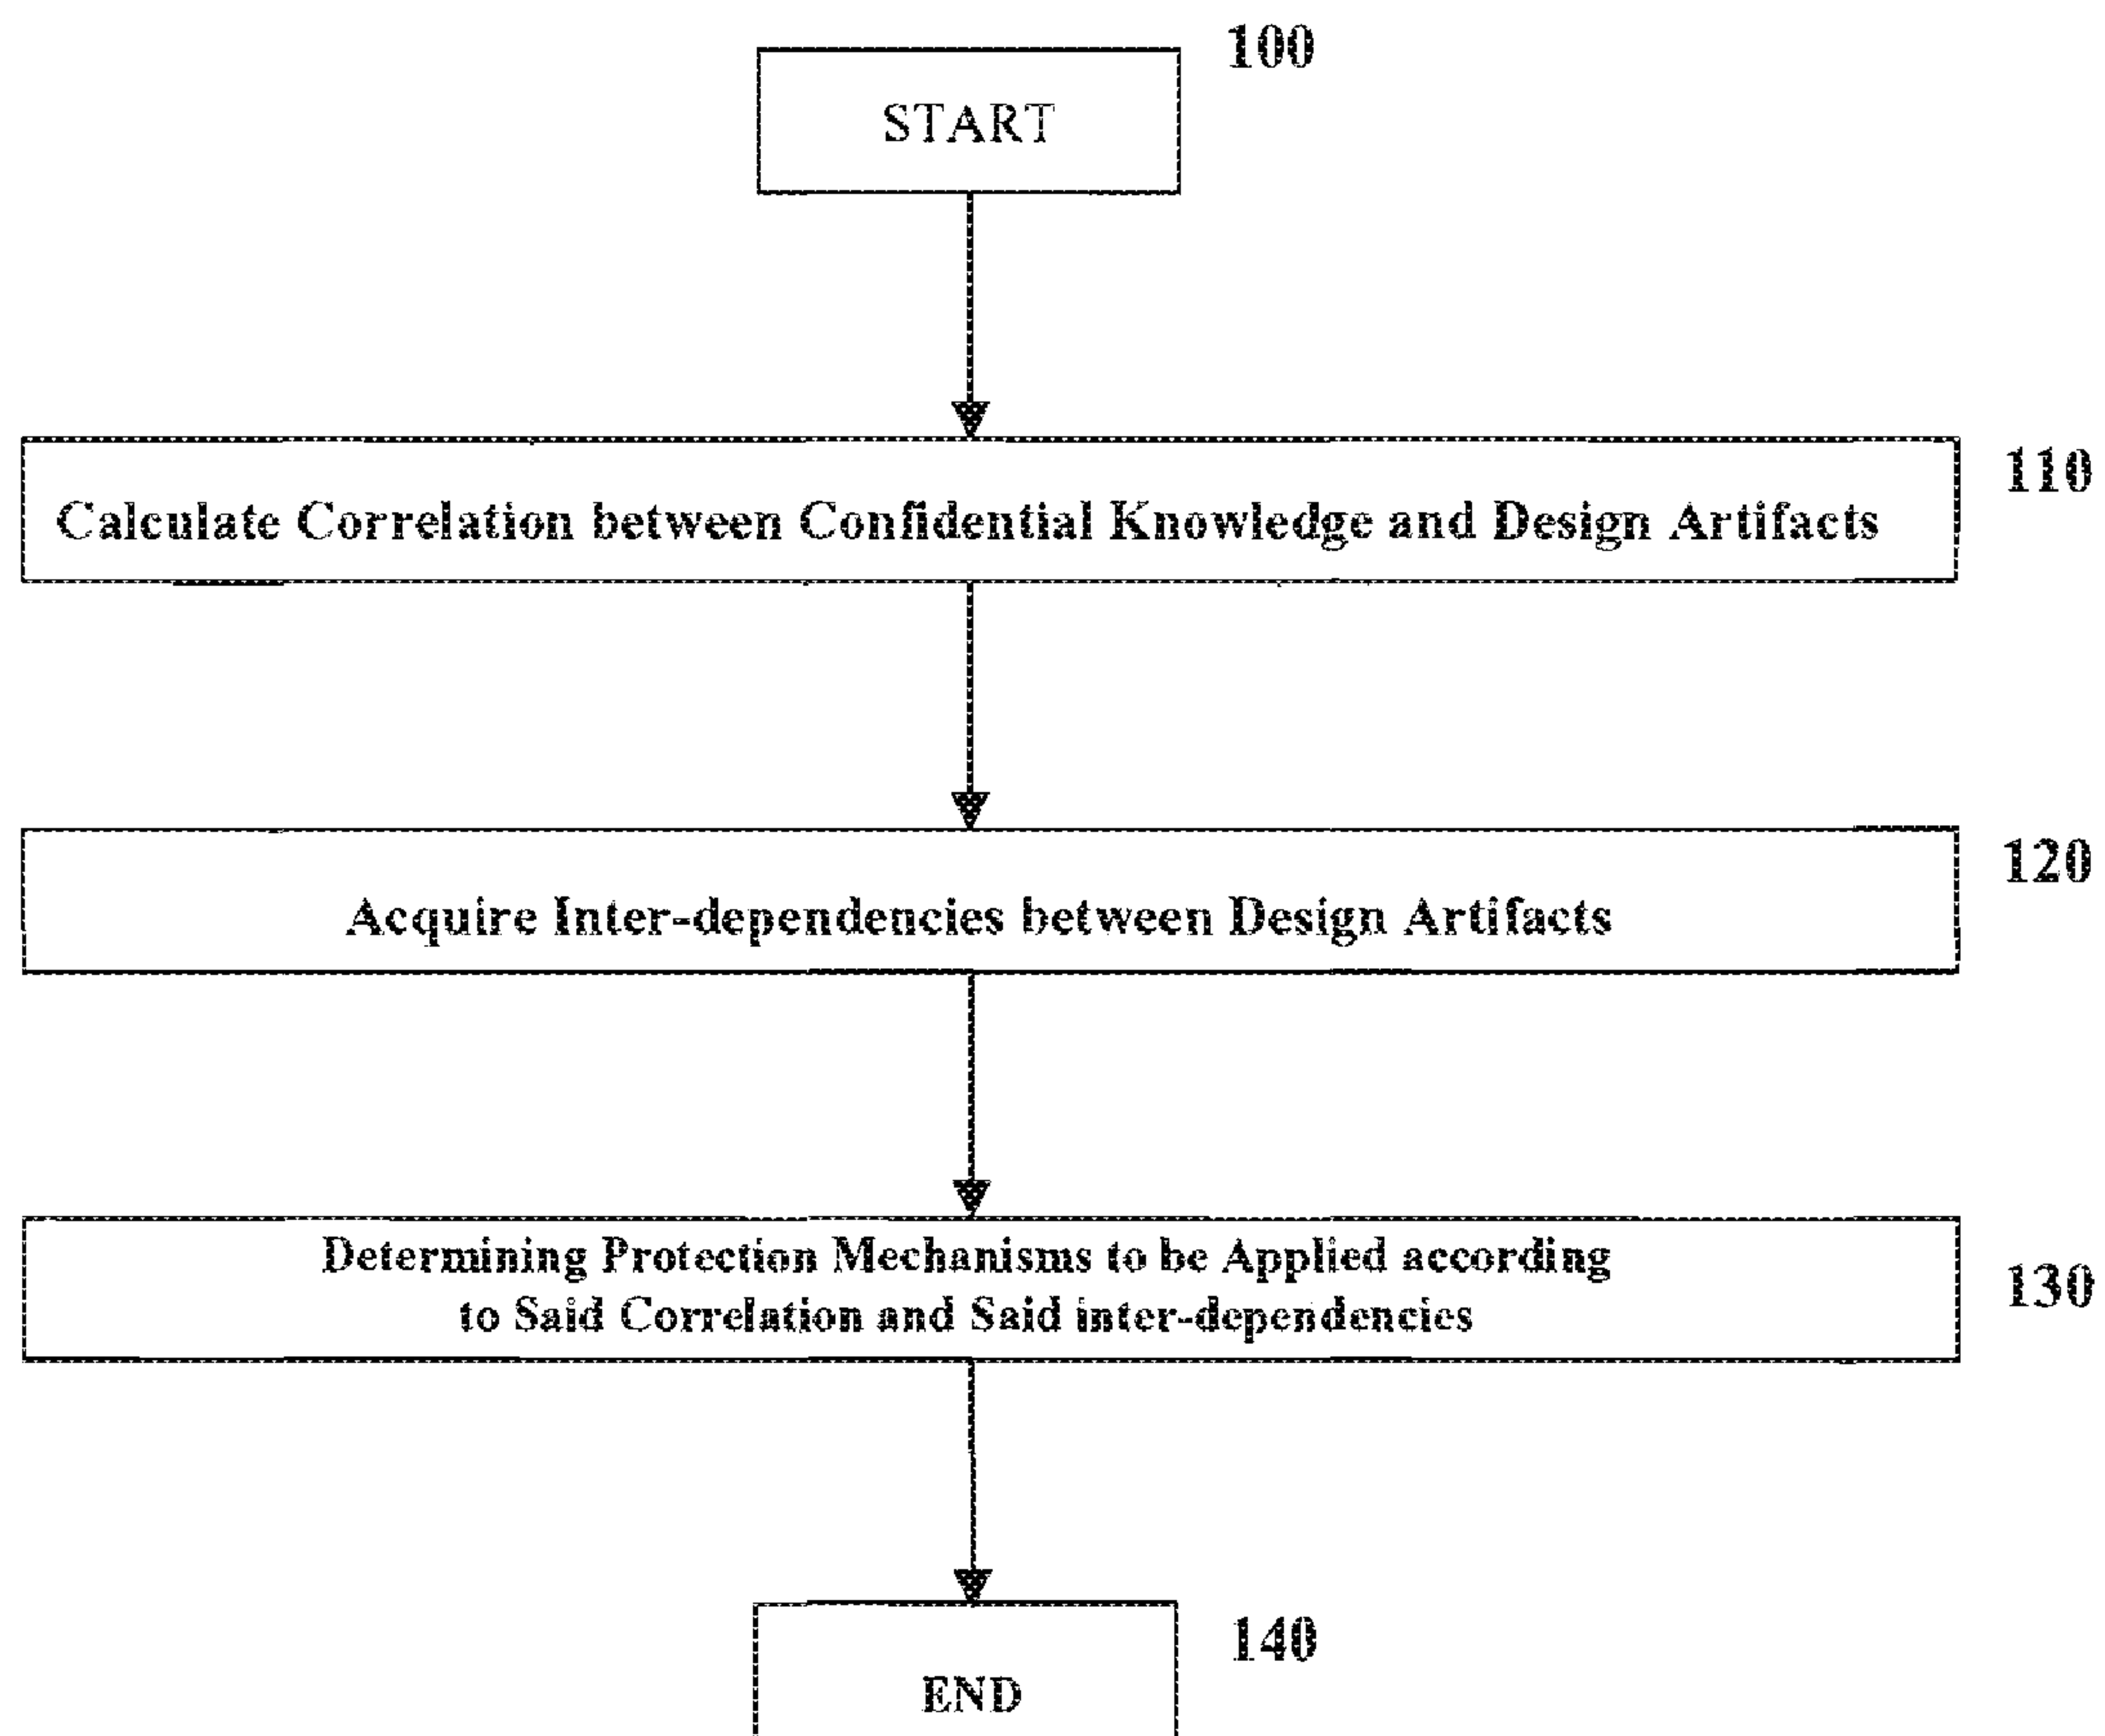 100
START
110
Calculate Correlation between Confidential Knowledge and Design Artifacts
120
Acquire Inter-dependencies between Design Artifacts
Determining Protection Mechanisms to be Applied according
to Said Correlation and Said inter-dependencies
130
140
END